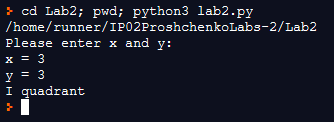 > cd Lab2; pwd; python3 lab2.py
/home/runner/IP02ProshchenkoLabs-2/Lab2
Please enter x and y:
x = 3
y = 3
I quadrant
>